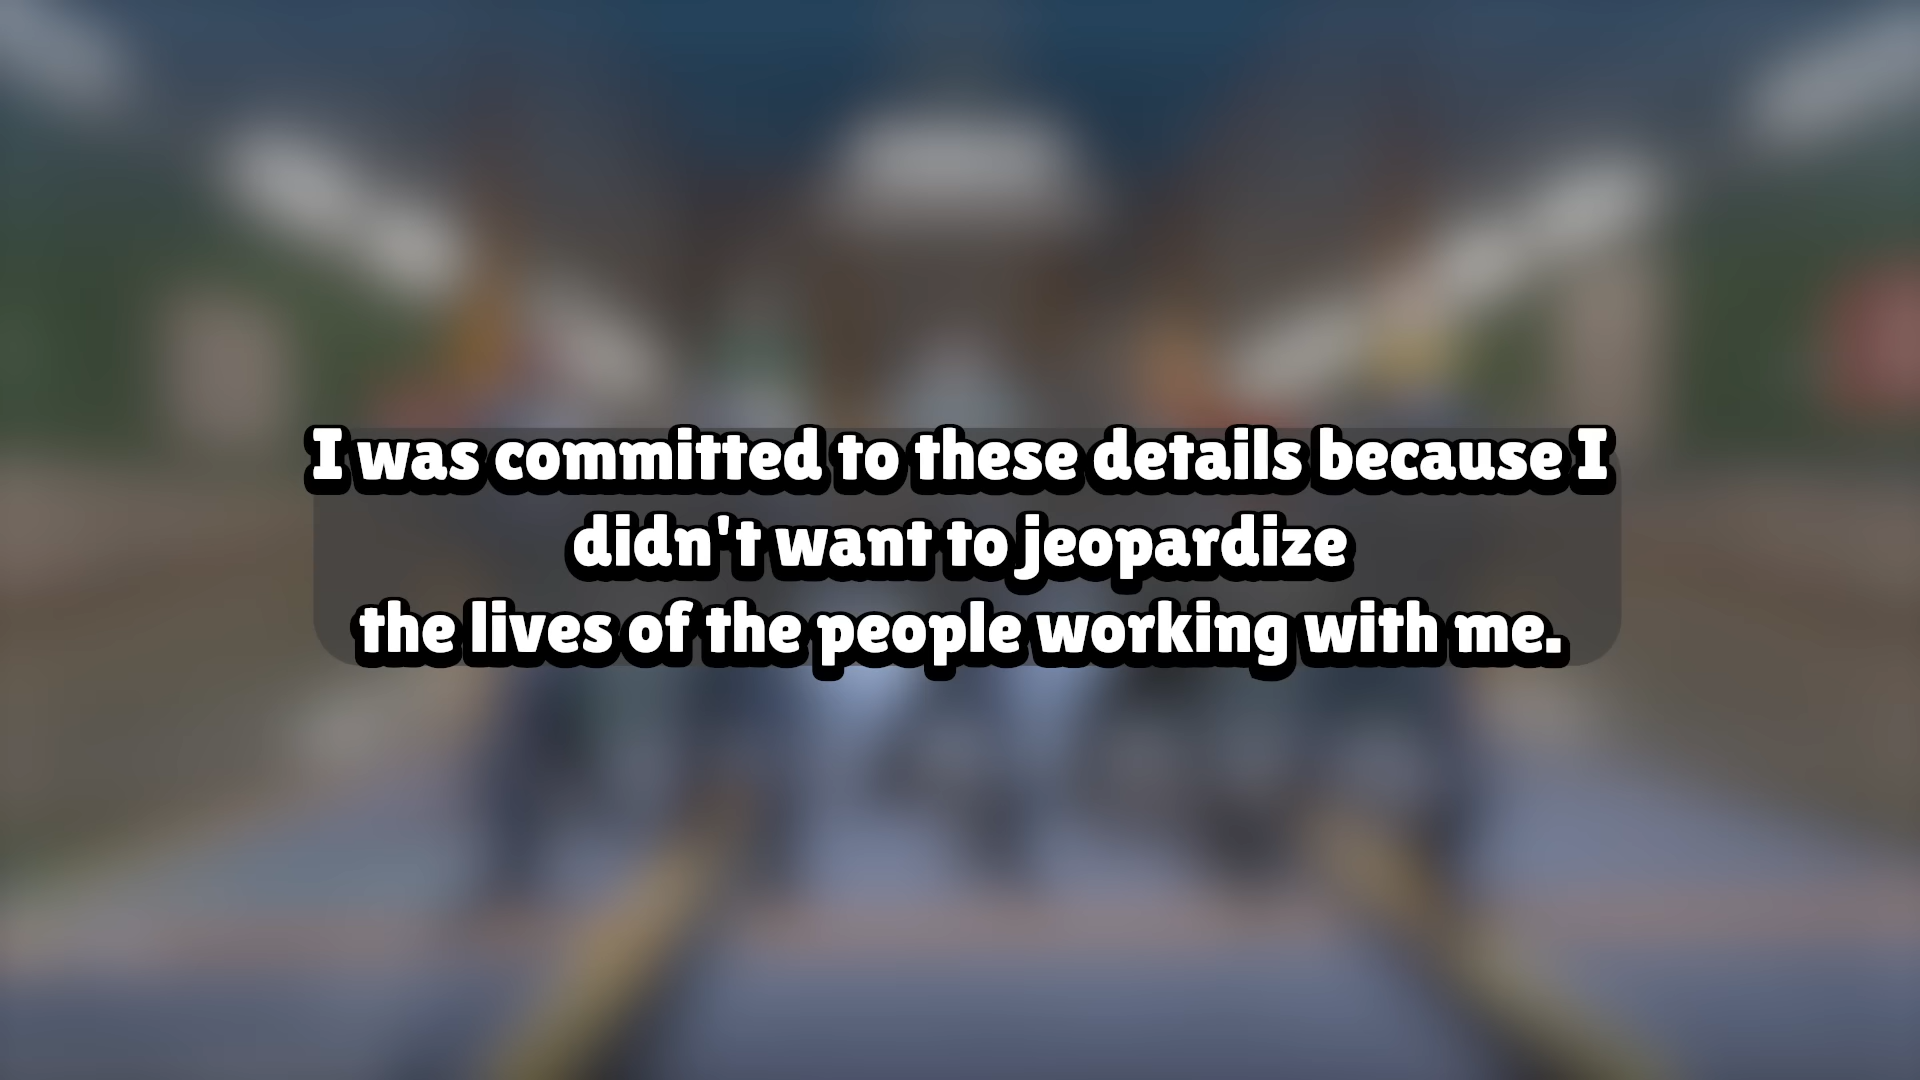 I was committed to these details because I
didn't want to jeopardize
the lives of the people working with me.